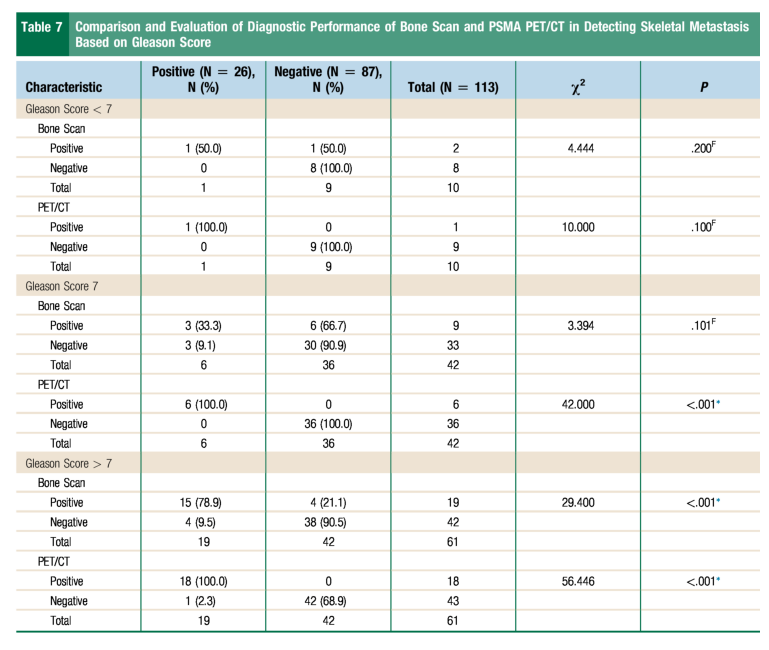 Table 7 Comparison and Evaluation of Diagnostic Performance of Bone Scan and PSMA PET/CT in Detecting Skeletal Metastasis
Based on Gleason Score
Characteristic Positive (N = 26), N (%) Negative (N = 87), N (%) Total (N = 113) χ² P
Gleason Score < 7
Bone Scan
Positive 1 (50.0) 1 (50.0) 2 4.444 .200F
Negative 0 8 (100.0) 8
Total 1 9 10
PET/CT
Positive 1 (100.0) 0 1 10.000 .100F
Negative 0 9 (100.0) 9
Total 1 9 10
Gleason Score 7
Bone Scan
Positive 3 (33.3) 6 (66.7) 9 3.394 .101F
Negative 3 (9.1) 30 (90.9) 33
Total 6 36 42
PET/CT
Positive 6 (100.0) 0 6 42.000 <.001*
Negative 0 36 (100.0) 36
Total 6 36 42
Gleason Score > 7
Bone Scan
Positive 15 (78.9) 4 (21.1) 19 29.400 <.001*
Negative 4 (9.5) 38 (90.5) 42
Total 19 42 61
PET/CT
Positive 18 (100.0) 0 18 56.446 <.001*
Negative 1 (2.3) 42 (68.9) 43
Total 19 42 61